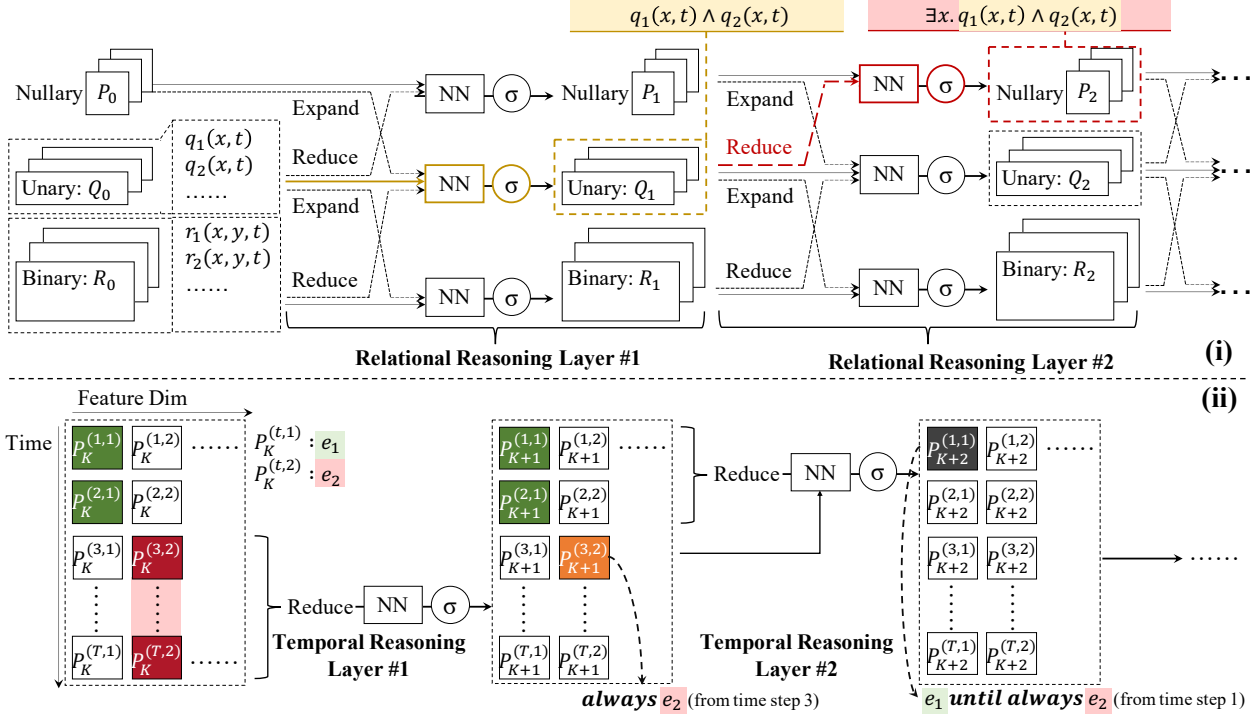 q₁(x,t) ∧ q₂(x,t)
∃x. q₁(x,t) ∧ q₂(x,t)
Nullary P₀
NN
σ
Nullary P₁
NN
σ
Nullary P₂
...
Expand
Reduce
Expand
Reduce
q₁(x,t)
q₂(x,t)
......
Unary: Q₀
NN
σ
Unary: Q₁
NN
σ
Unary: Q₂
...
Expand
Reduce
Expand
Reduce
r₁(x,y,t)
r₂(x,y,t)
......
Binary: R₀
NN
σ
Binary: R₁
NN
σ
Binary: R₂
...
Relational Reasoning Layer #1
Relational Reasoning Layer #2
(i)
(ii)
Feature Dim
Time
P_K^(1,1) P_K^(1,2) ......
P_K^(2,1) P_K^(2,2)
P_K^(3,1) P_K^(3,2)
P_K^(T,1) P_K^(T,2) ......
P_K^(t,1) : e₁
P_K^(t,2) : e₂
Reduce
NN
σ
Temporal Reasoning
Layer #1
P_{K+1}^(1,1) P_{K+1}^(1,2) ......
P_{K+1}^(2,1) P_{K+1}^(2,2)
P_{K+1}^(3,1) P_{K+1}^(3,2)
P_{K+1}^(T,1) P_{K+1}^(T,2)
always e₂ (from time step 3)
Reduce
NN
σ
Temporal Reasoning
Layer #2
P_{K+2}^(1,1) P_{K+2}^(1,2) ......
P_{K+2}^(2,1) P_{K+2}^(2,2)
P_{K+2}^(3,1) P_{K+2}^(3,2)
P_{K+2}^(T,1) P_{K+2}^(T,2)
......
e₁ until always e₂ (from time step 1)